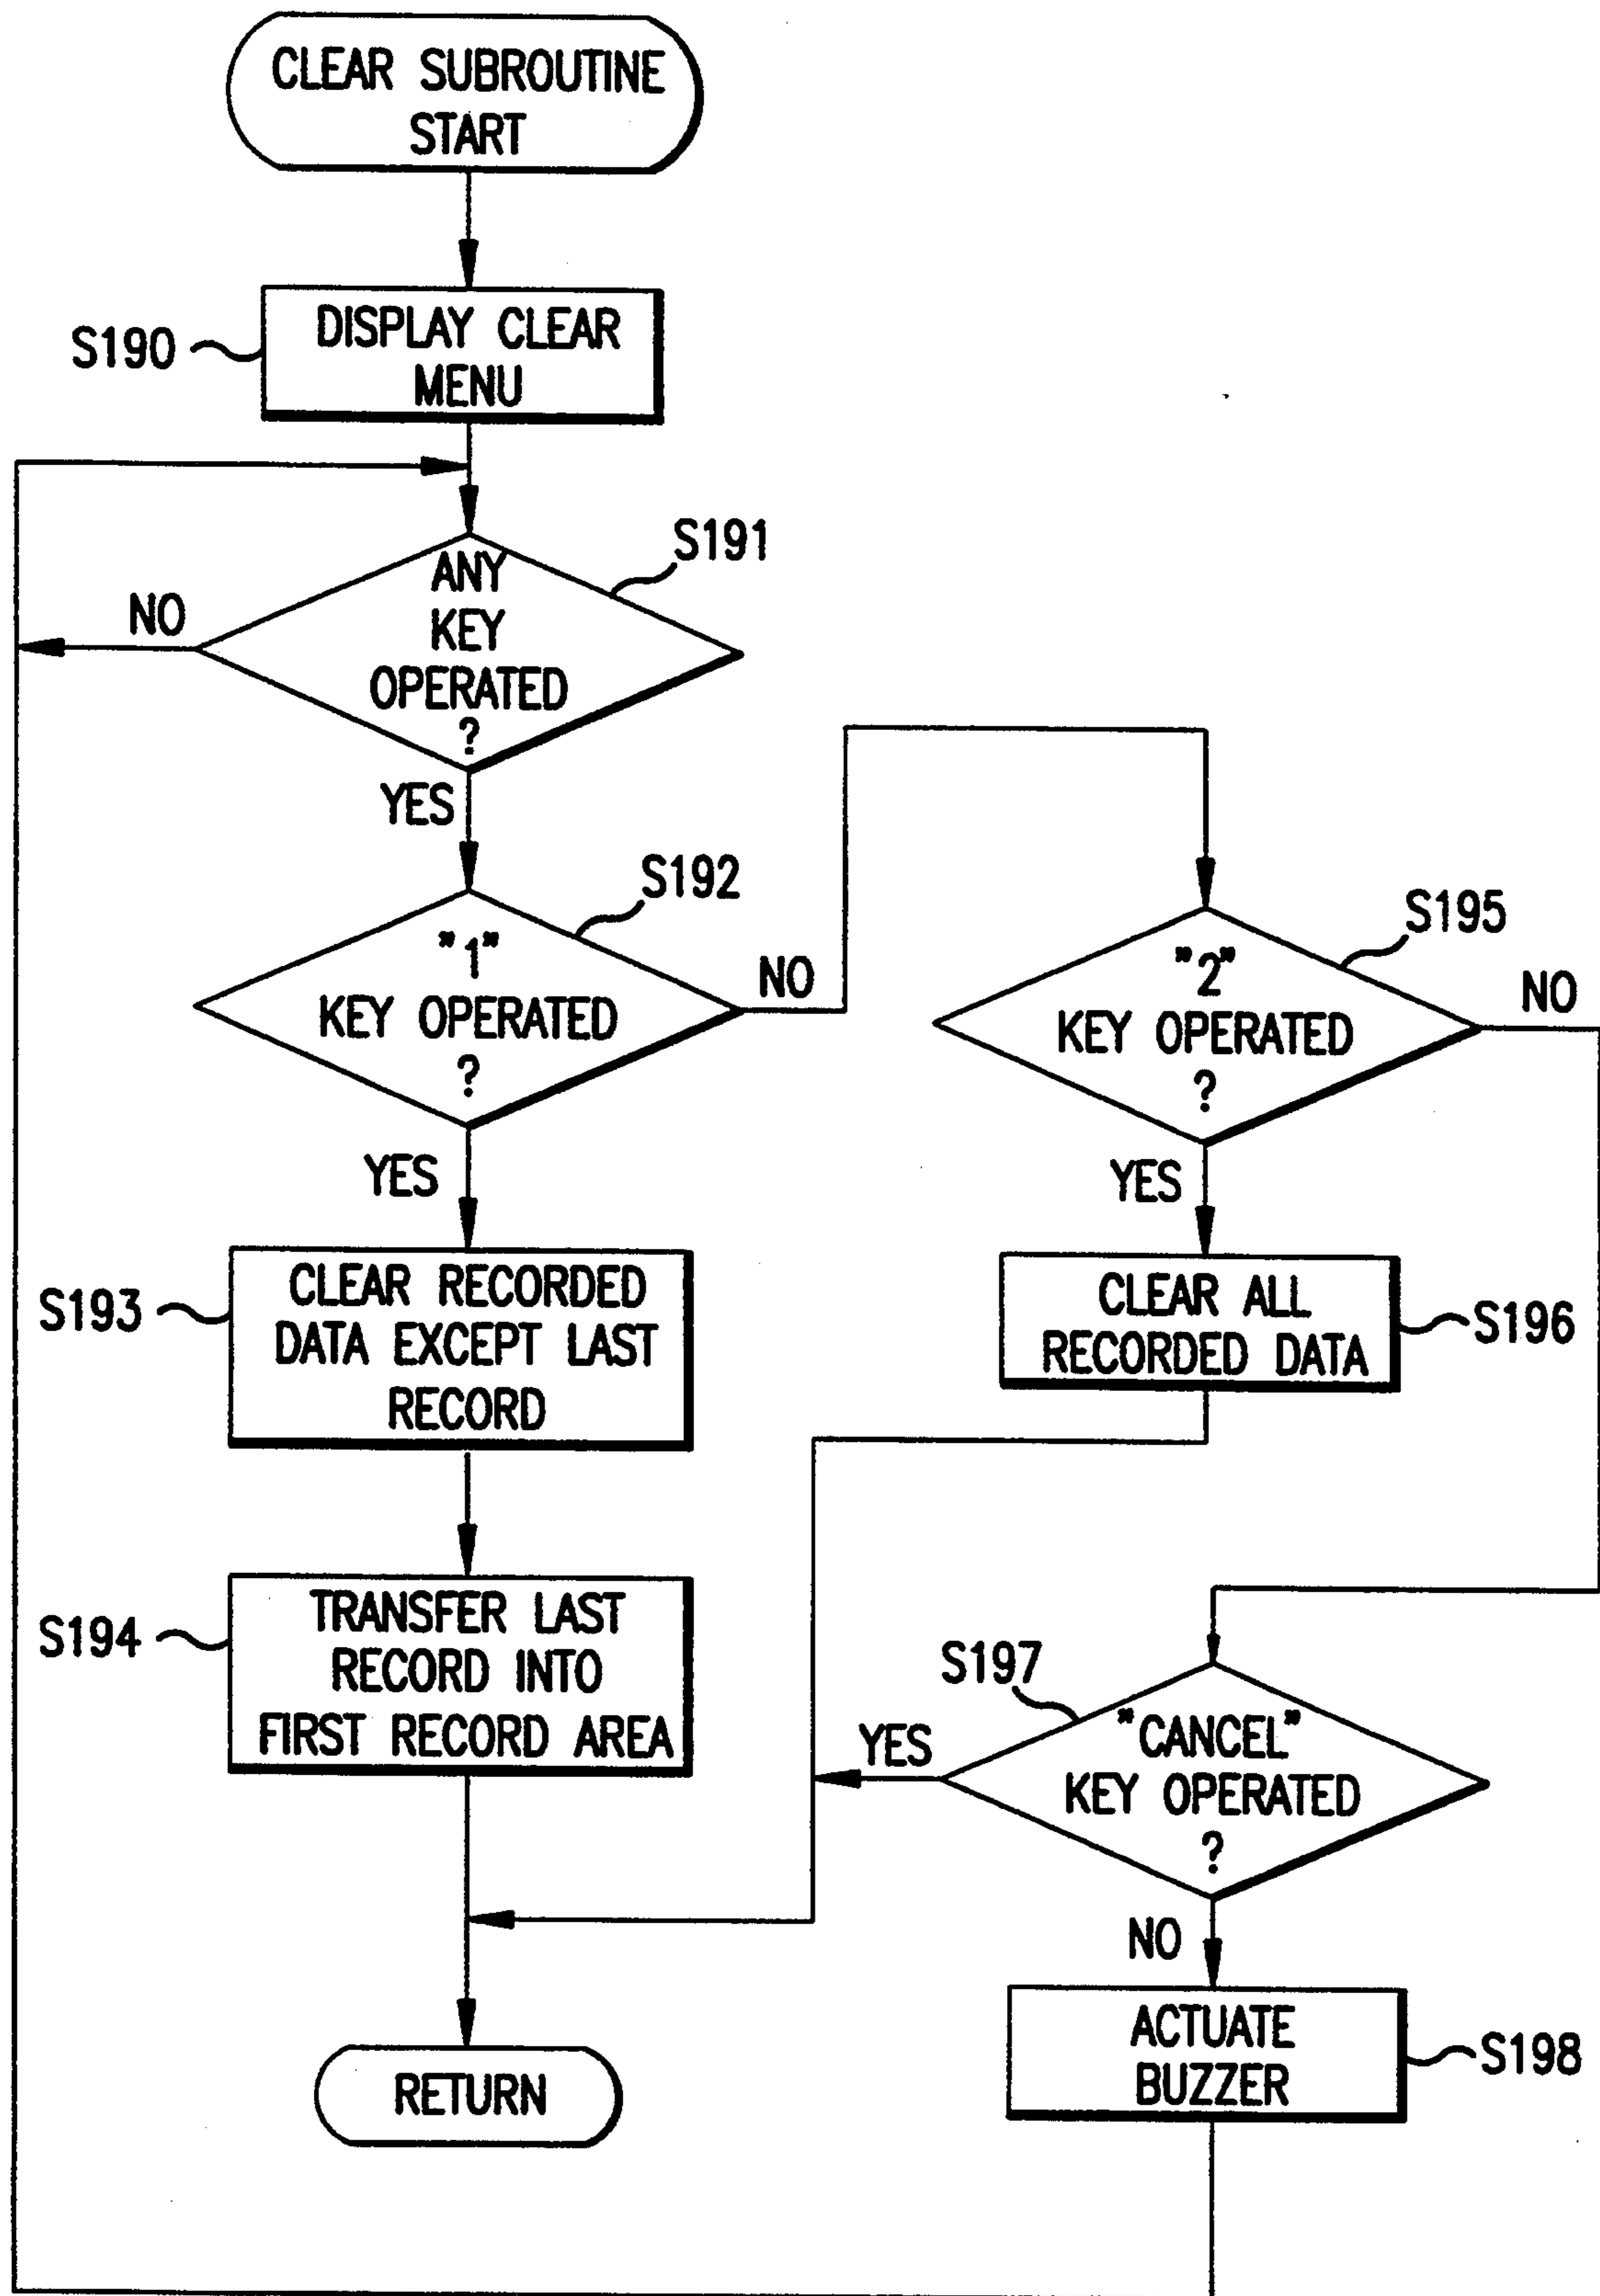 CLEAR SUBROUTINE
START
S190
DISPLAY CLEAR
MENU
S191
ANY
KEY
OPERATED
?
NO
YES
S192
"1"
KEY OPERATED
?
NO
YES
S195
"2"
KEY OPERATED
?
NO
YES
S193
CLEAR RECORDED
DATA EXCEPT LAST
RECORD
CLEAR ALL
RECORDED DATA
S196
S194
TRANSFER LAST
RECORD INTO
FIRST RECORD AREA
S197
"CANCEL"
KEY OPERATED
?
YES
NO
ACTUATE
BUZZER
S198
RETURN